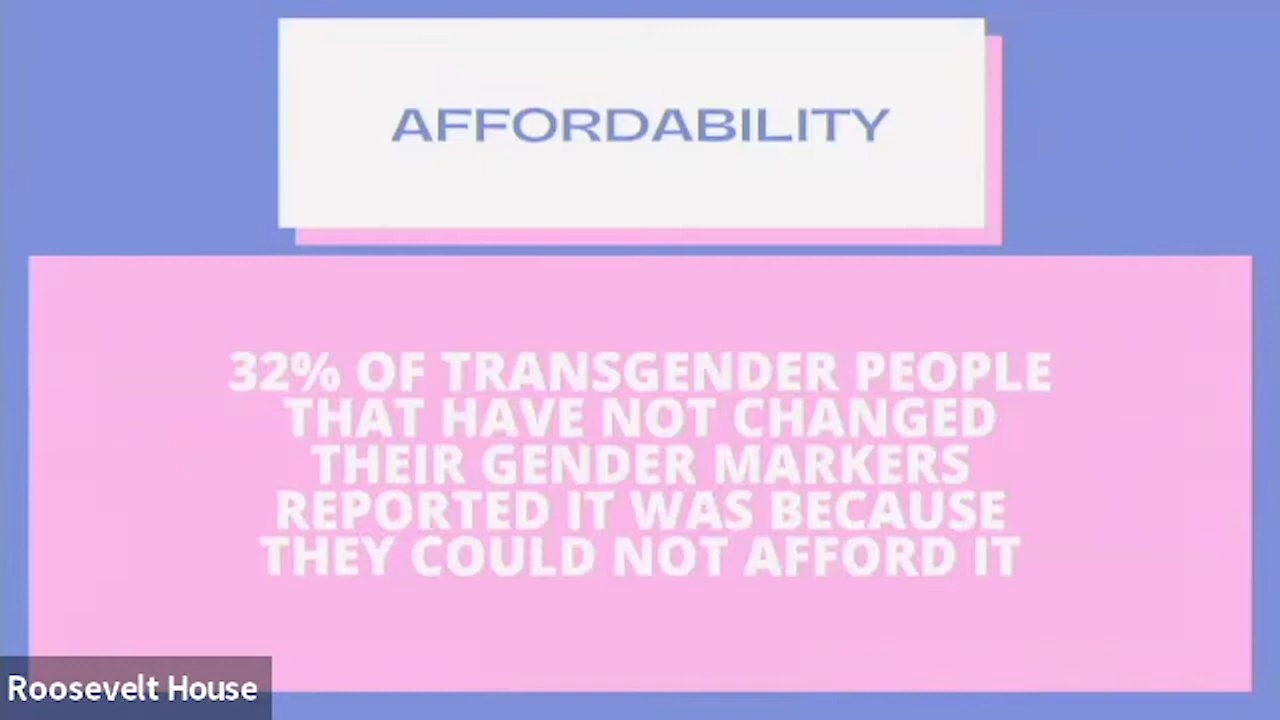 AFFORDABILITY
32% OF TRANSGENDER PEOPLE
THAT HAVE NOT CHANGED
THEIR GENDER MARKERS
REPORTED IT WAS BECAUSE
THEY COULD NOT AFFORD IT
Roosevelt House